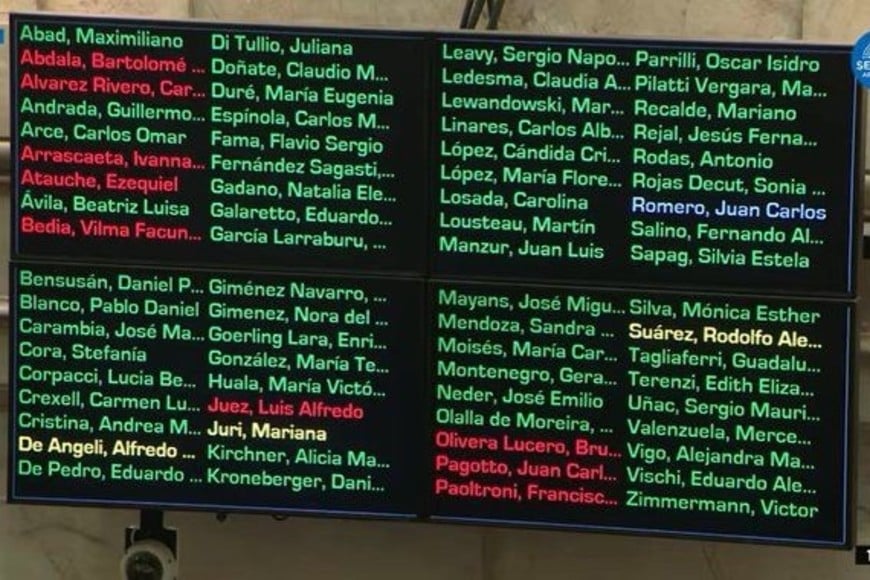 Abad, Maximiliano
Abdala, Bartolomé ...
Alvarez Rivero, Car...
Andrada, Guillermo...
Arce, Carlos Omar
Arrascaeta, Ivanna...
Atauche, Ezequiel
Ávila, Beatriz Luisa
Bedia, Vilma Facun...
Di Tullio, Juliana
Doñate, Claudio M...
Duré, María Eugenia
Espínola, Carlos M...
Fama, Flavio Sergio
Fernández Sagasti,...
Gadano, Natalia Ele...
Galaretto, Eduardo...
García Larraburu, ...
Leavy, Sergio Napo...
Ledesma, Claudia A...
Lewandowski, Mar...
Linares, Carlos Alb...
López, Cándida Cri...
López, María Flore...
Losada, Carolina
Lousteau, Martín
Manzur, Juan Luis
Parrilli, Oscar Isidro
Pilatti Vergara, Ma...
Recalde, Mariano
Rejal, Jesús Ferna...
Rodas, Antonio
Rojas Decut, Sonia ...
Romero, Juan Carlos
Salino, Fernando Al...
Sapag, Silvia Estela
Bensusán, Daniel P...
Blanco, Pablo Daniel
Carambia, José Ma...
Cora, Stefanía
Corpacci, Lucia Be...
Crexell, Carmen Lu...
Cristina, Andrea M...
De Angeli, Alfredo ...
De Pedro, Eduardo ...
Giménez Navarro, ...
Gimenez, Nora del ...
Goerling Lara, Enri...
González, María Te...
Huala, María Victó...
Juez, Luis Alfredo
Juri, Mariana
Kirchner, Alicia Ma...
Kroneberger, Dani...
Mayans, José Migu...
Mendoza, Sandra ...
Moisés, María Car...
Montenegro, Gera...
Neder, José Emilio
Olalla de Moreira, ...
Olivera Lucero, Bru...
Pagotto, Juan Carl...
Paoltroni, Francisc...
Silva, Mónica Esther
Suárez, Rodolfo Ale...
Tagliaferri, Guadalu...
Terenzi, Edith Eliza...
Uñac, Sergio Mauri...
Valenzuela, Merce...
Vigo, Alejandra Ma...
Vischi, Eduardo Ale...
Zimmermann, Victor